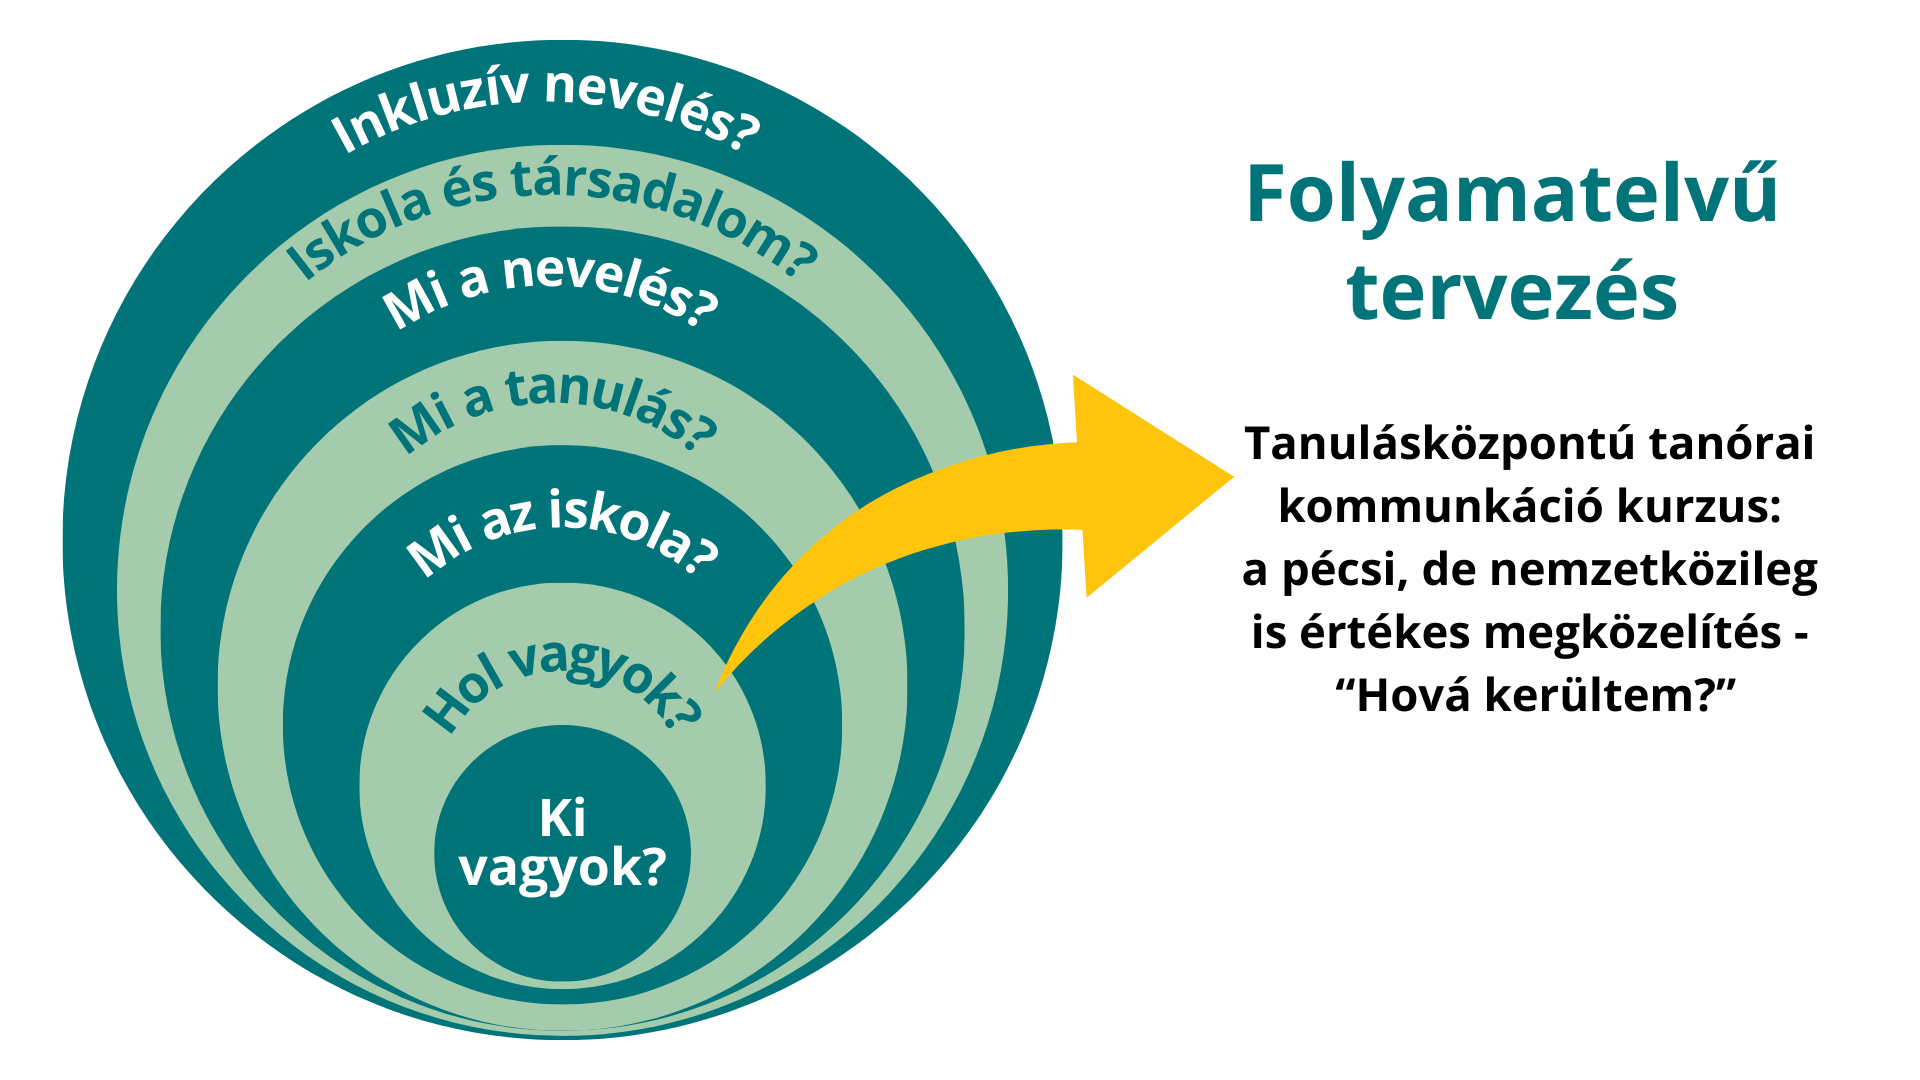 Inkluzív nevelés?
Iskola és társadalom?
Mi a nevelés?
Mi a tanulás?
Mi az iskola?
Hol vagyok?
Ki
vagyok?
Folyamatelvű
tervezés
Tanulásközpontú tanórai
kommunkáció kurzus:
a pécsi, de nemzetközileg
is értékes megközelítés -
“Hová kerültem?”